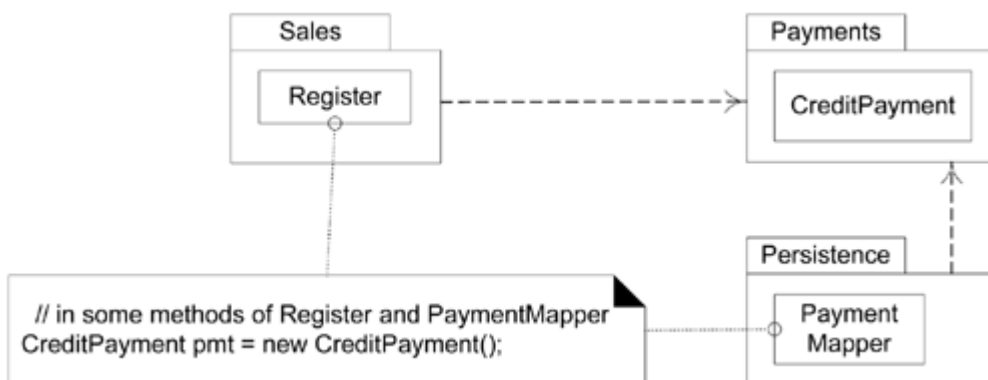 Sales
Payments
Register
CreditPayment
Persistence
// in some methods of Register and PaymentMapper
CreditPayment pmt = new CreditPayment();
Payment
Mapper